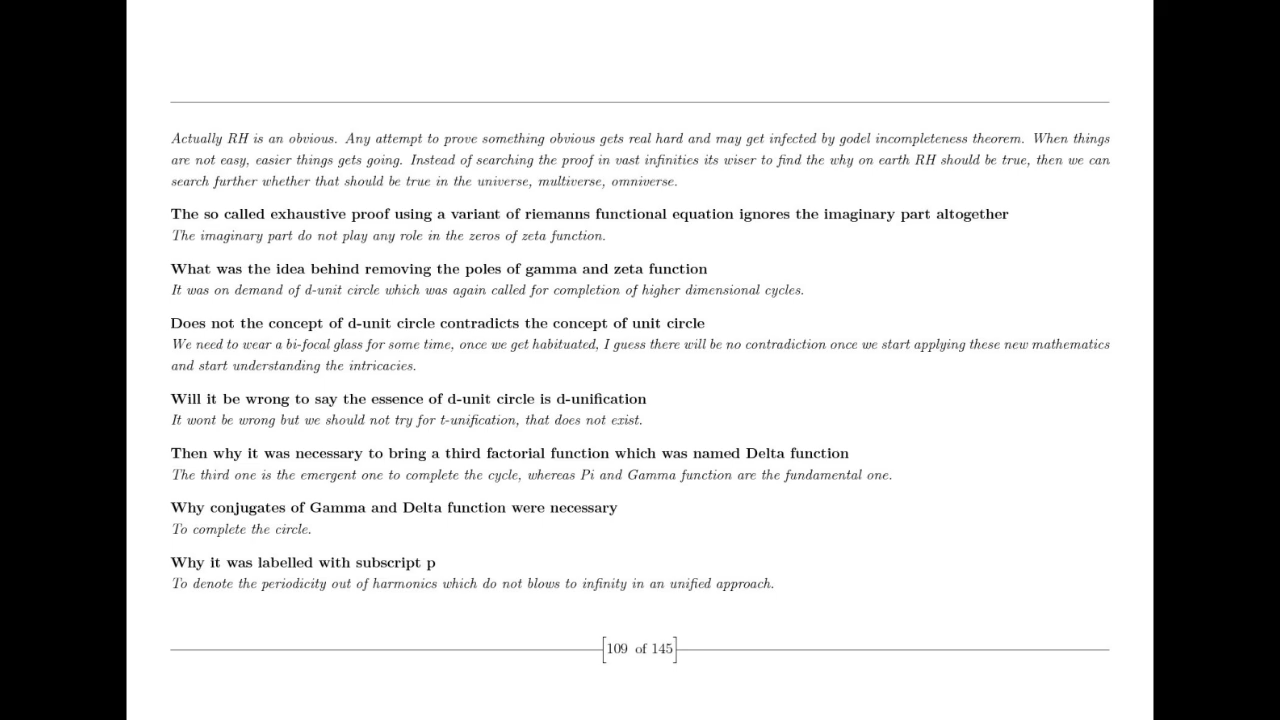 Actually RH is an obvious. Any attempt to prove something obvious gets real hard and may get infected by godel incompleteness theorem. When things
are not easy, easier things gets going. Instead of searching the proof in vast infinities its wiser to find the why on earth RH should be true, then we can
search further whether that should be true in the universe, multiverse, omniverse.
The so called exhaustive proof using a variant of riemanns functional equation ignores the imaginary part altogether
The imaginary part do not play any role in the zeros of zeta function.
What was the idea behind removing the poles of gamma and zeta function
It was on demand of d-unit circle which was again called for completion of higher dimensional cycles.
Does not the concept of d-unit circle contradicts the concept of unit circle
We need to wear a bi-focal glass for some time, once we get habituated, I guess there will be no contradiction once we start applying these new mathematics
and start understanding the intricacies.
Will it be wrong to say the essence of d-unit circle is d-unification
It wont be wrong but we should not try for t-unification, that does not exist.
Then why it was necessary to bring a third factorial function which was named Delta function
The third one is the emergent one to complete the cycle, whereas Pi and Gamma function are the fundamental one.
Why conjugates of Gamma and Delta function were necessary
To complete the circle.
Why it was labelled with subscript p
To denote the periodicity out of harmonics which do not blows to infinity in an unified approach.
[109 of 145]